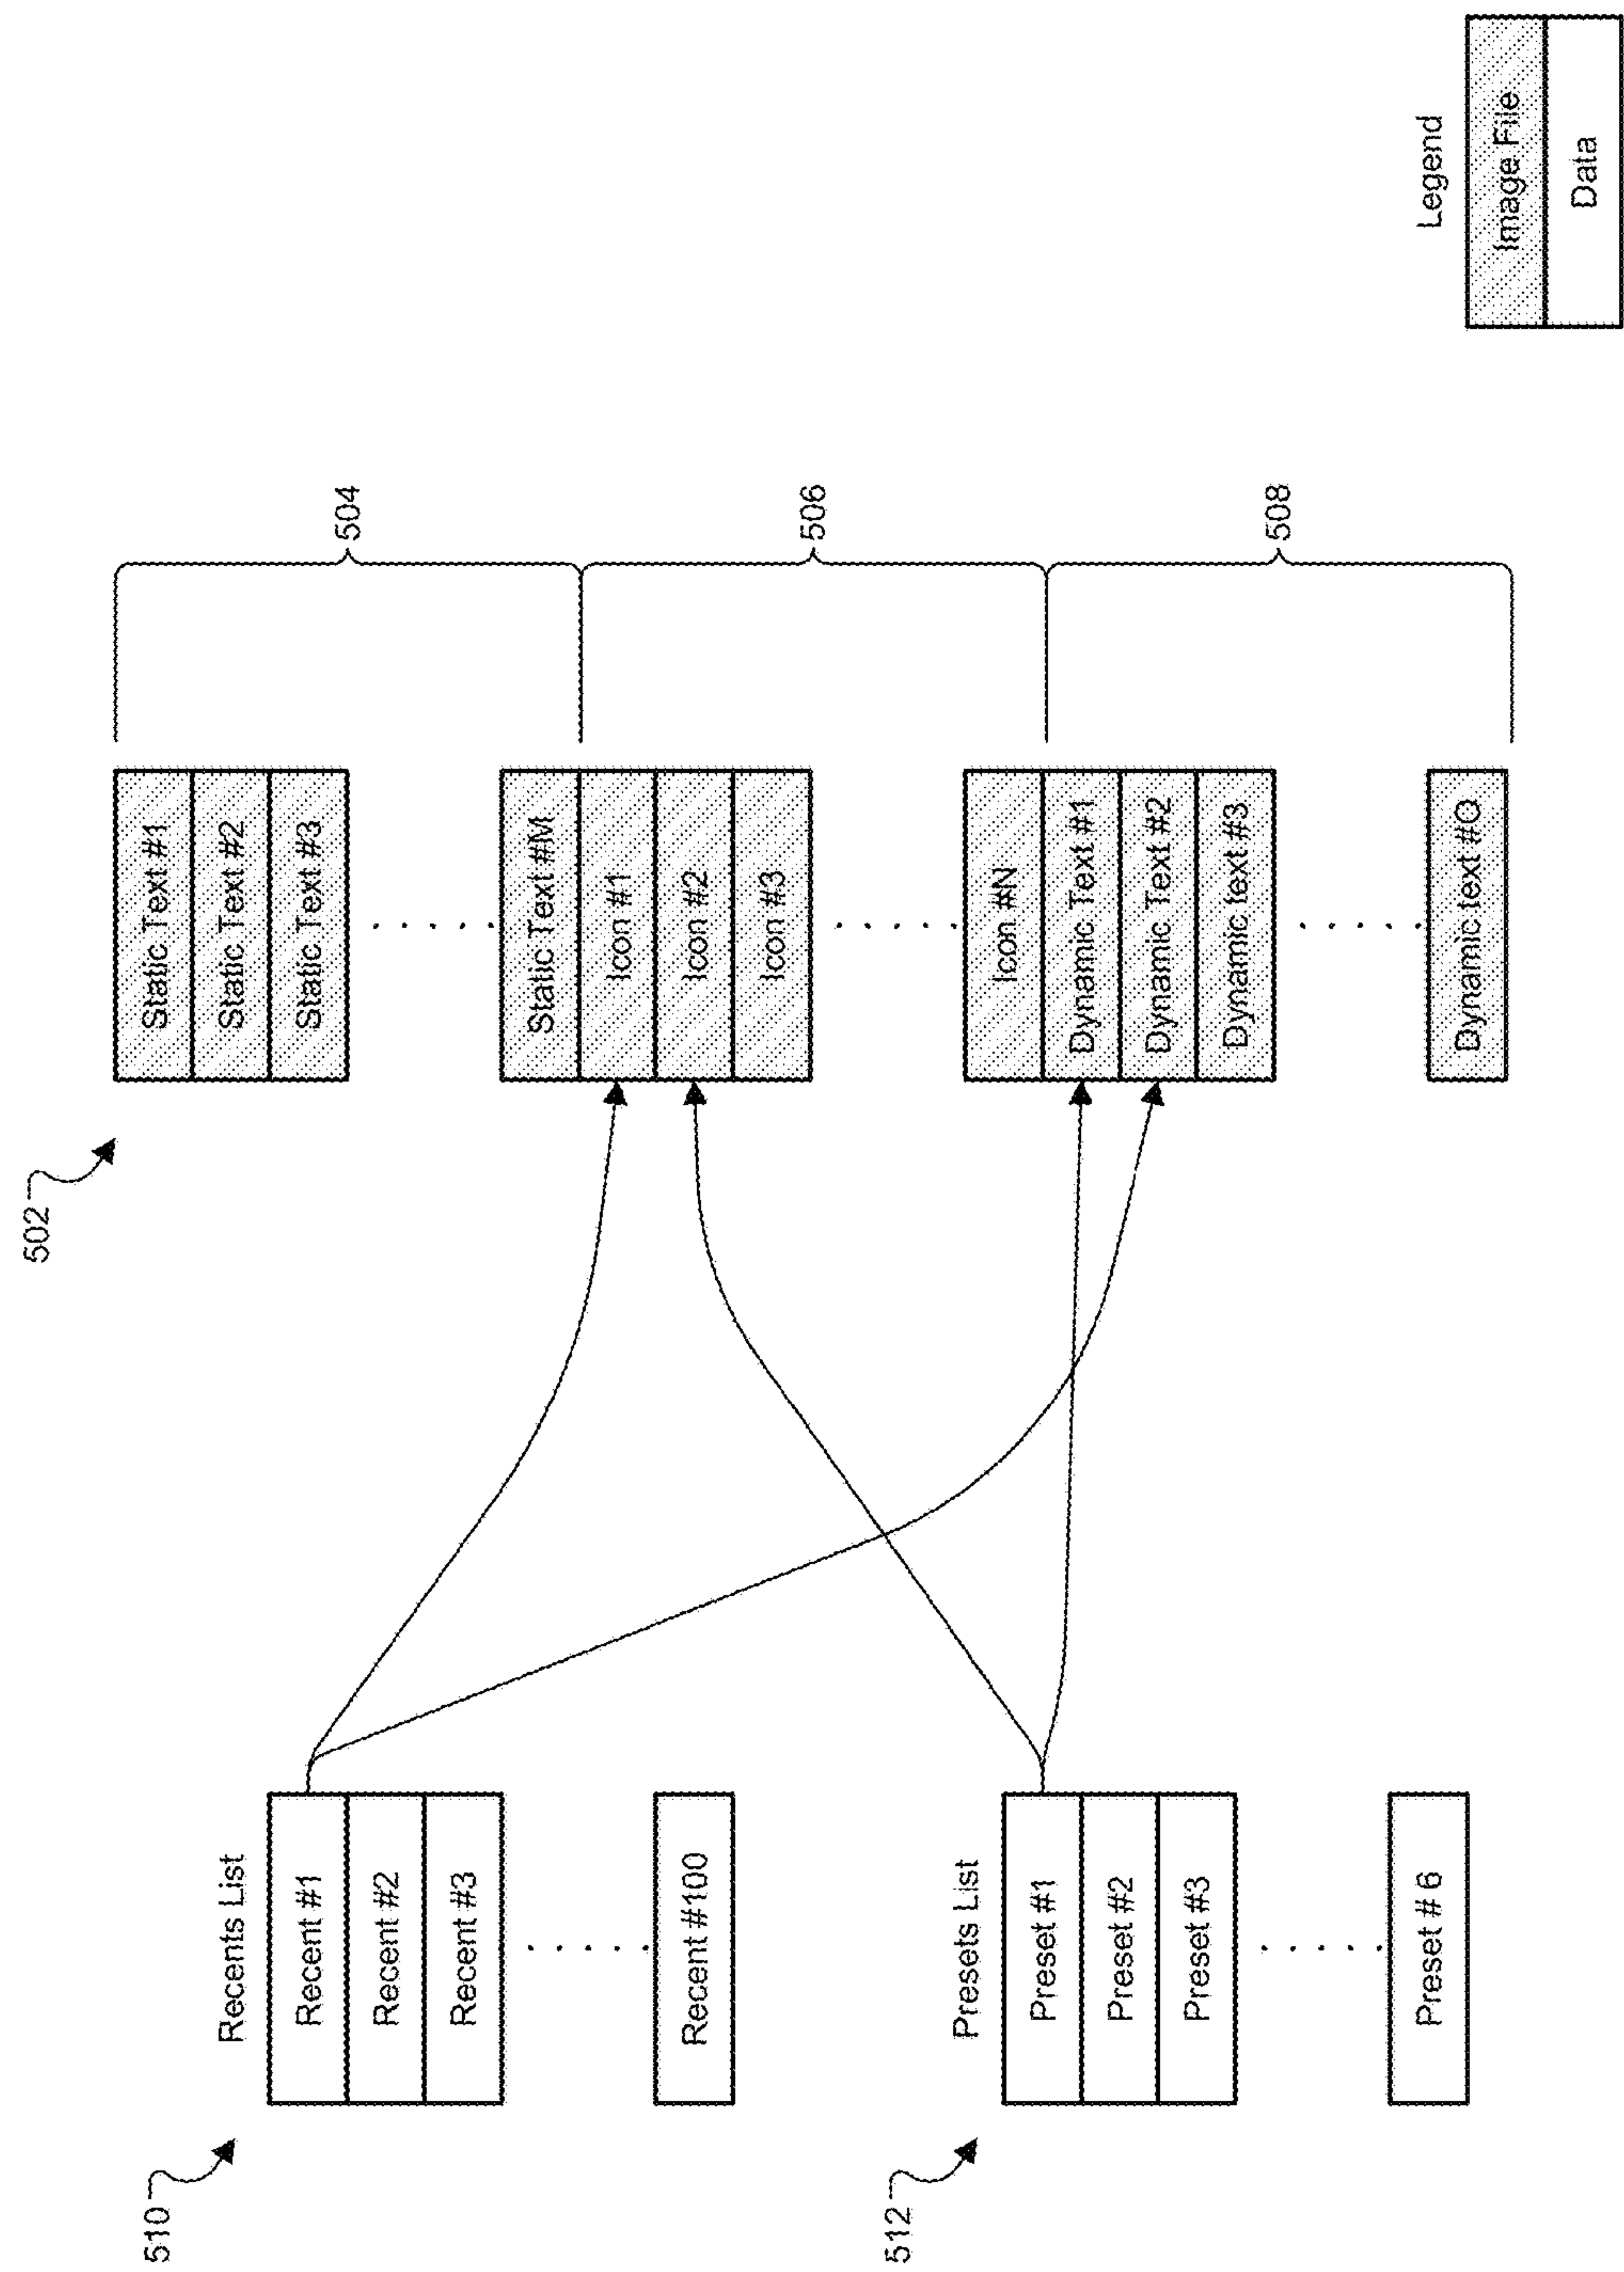 502
Static Text #1
Static Text #2
Static Text #3
Static Text #M
Icon #1
Icon #2
Icon #3
Icon #N
Dynamic Text #1
Dynamic Text #2
Dynamic text #3
Dynamic text #O
504
506
508
510
Recents List
Recent #1
Recent #2
Recent #3
Recent #100
512
Presets List
Preset #1
Preset #2
Preset #3
Preset # 6
Legend
Image File
Data